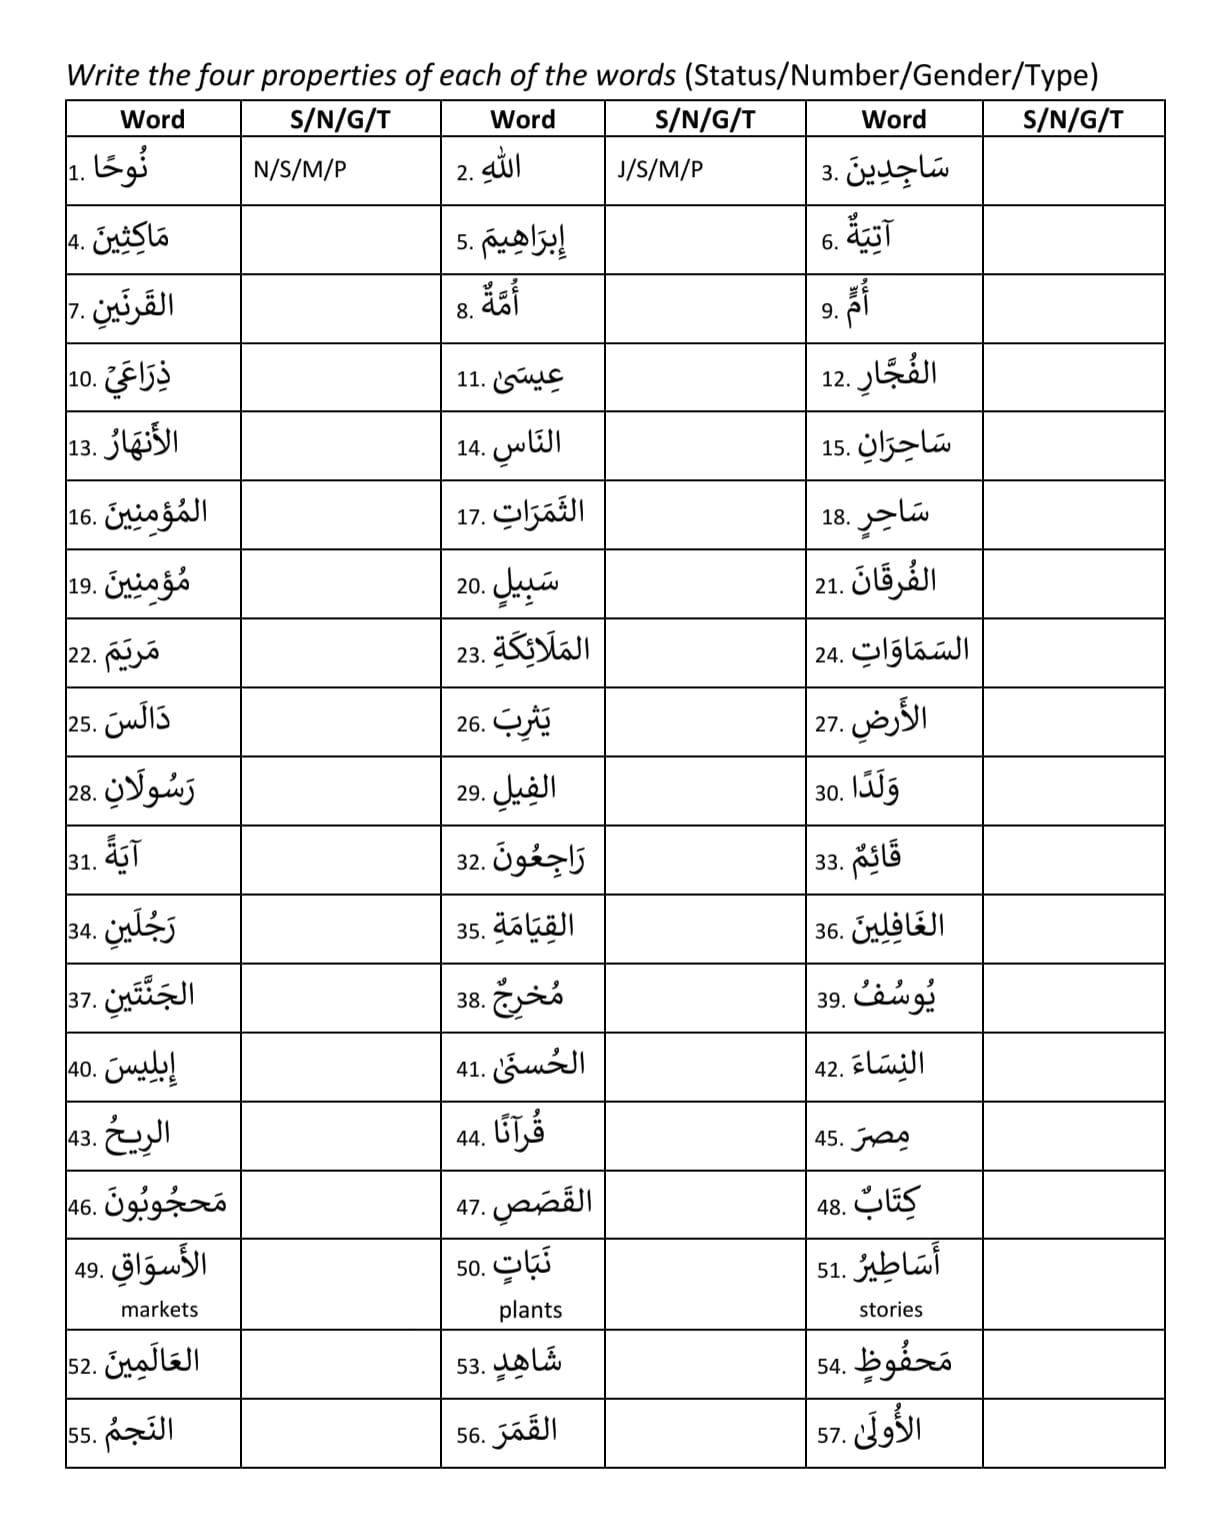 Write the four properties of each of the words (Status/Number/Gender/Type)
Word S/N/G/T Word S/N/G/T Word S/N/G/T
1. نُوحًا N/S/M/P 2. اللّٰهِ J/S/M/P 3. سَاجِدِينَ
4. مَاكِثِينَ 5. إِبرَاهِيمَ 6. آتِيَةٌ
7. القَرنَينِ 8. أُمَّةٌ 9. أُمٍّ
10. ذِرَاعَيْ 11. عِيسَىٰ 12. الفُجَّارِ
13. الأَنهَارُ 14. النَاسِ 15. سَاحِرَانِ
16. المُؤمِنِينَ 17. الثَمَرَاتِ 18. سَاحِرٍ
19. مُؤمِنِينَ 20. سَبِيلٍ 21. الفُرقَانَ
22. مَريَمَ 23. المَلَائِكَةِ 24. السَمَاوَاتِ
25. دَالَسَ 26. يَثرِبَ 27. الأَرضِ
28. رَسُولَانِ 29. الفِيلِ 30. وَلَدًا
31. آيَةً 32. رَاجِعُونَ 33. قَائِمٌ
34. رَجُلَينِ 35. القِيَامَةِ 36. الغَافِلِينَ
37. الجَنَّتَينِ 38. مُخرِجٌ 39. يُوسُفُ
40. إِبلِيسَ 41. الحُسنَىٰ 42. النِسَاءَ
43. الرِيحُ 44. قُرآنًا 45. مِصرَ
46. مَحجُوبُونَ 47. القَصَصِ 48. كِتَابٌ
49. الأَسوَاقِ 50. نَبَاتٍ 51. أَسَاطِيرُ
markets plants stories
52. العَالَمِينَ 53. شَاهِدٍ 54. مَحفُوظٍ
55. النَجمُ 56. القَمَرَ 57. الأُولَىٰ